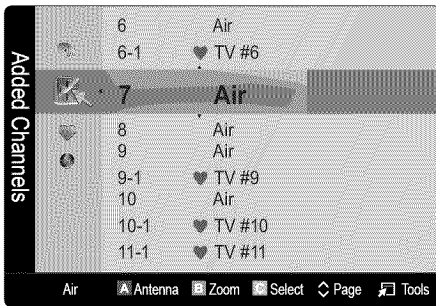 Added Channels
6 Air
6-1 ♥ TV #6
7 Air
8 Air
9 Air
9-1 ♥ TV #9
10 Air
10-1 ♥ TV #10
11-1 ♥ TV #11
Air A Antenna B Zoom C Select Page Tools